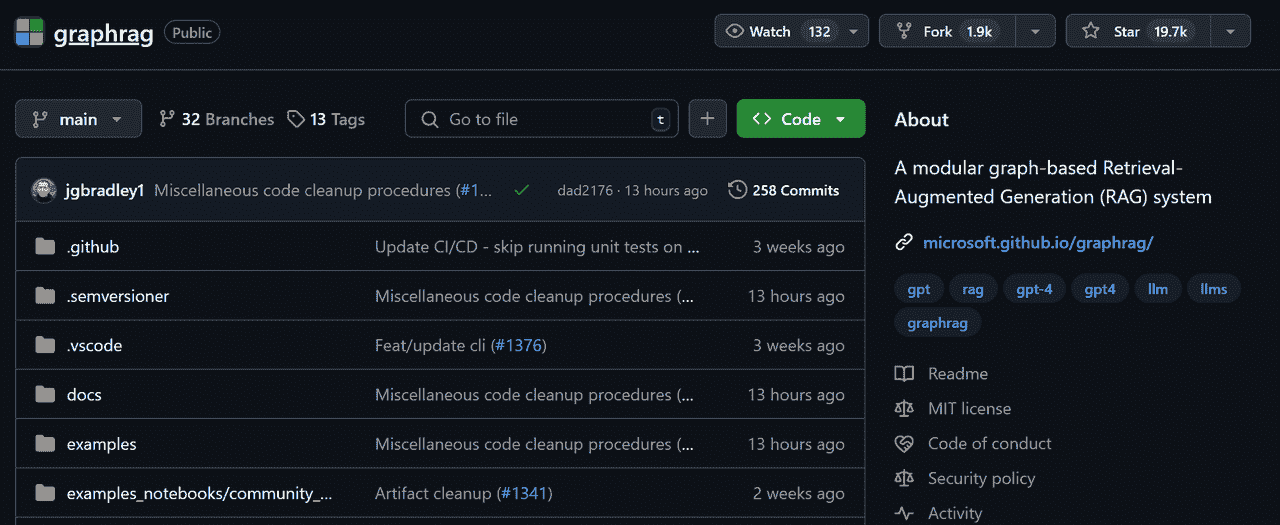 graphrag Public Watch 132 Fork 1.9k Star 19.7k
main 32 Branches 13 Tags Go to file t Code
jgbradley1 Miscellaneous code cleanup procedures (#1... dad2176 · 13 hours ago 258 Commits
.github Update CI/CD - skip running unit tests on ... 3 weeks ago
.semversioner Miscellaneous code cleanup procedures (... 13 hours ago
.vscode Feat/update cli (#1376) 3 weeks ago
docs Miscellaneous code cleanup procedures (... 13 hours ago
examples Miscellaneous code cleanup procedures (... 13 hours ago
examples_notebooks/community_... Artifact cleanup (#1341) 2 weeks ago
About
A modular graph-based Retrieval-
Augmented Generation (RAG) system
microsoft.github.io/graphrag/
gpt rag gpt-4 gpt4 llm llms
graphrag
Readme
MIT license
Code of conduct
Security policy
Activity